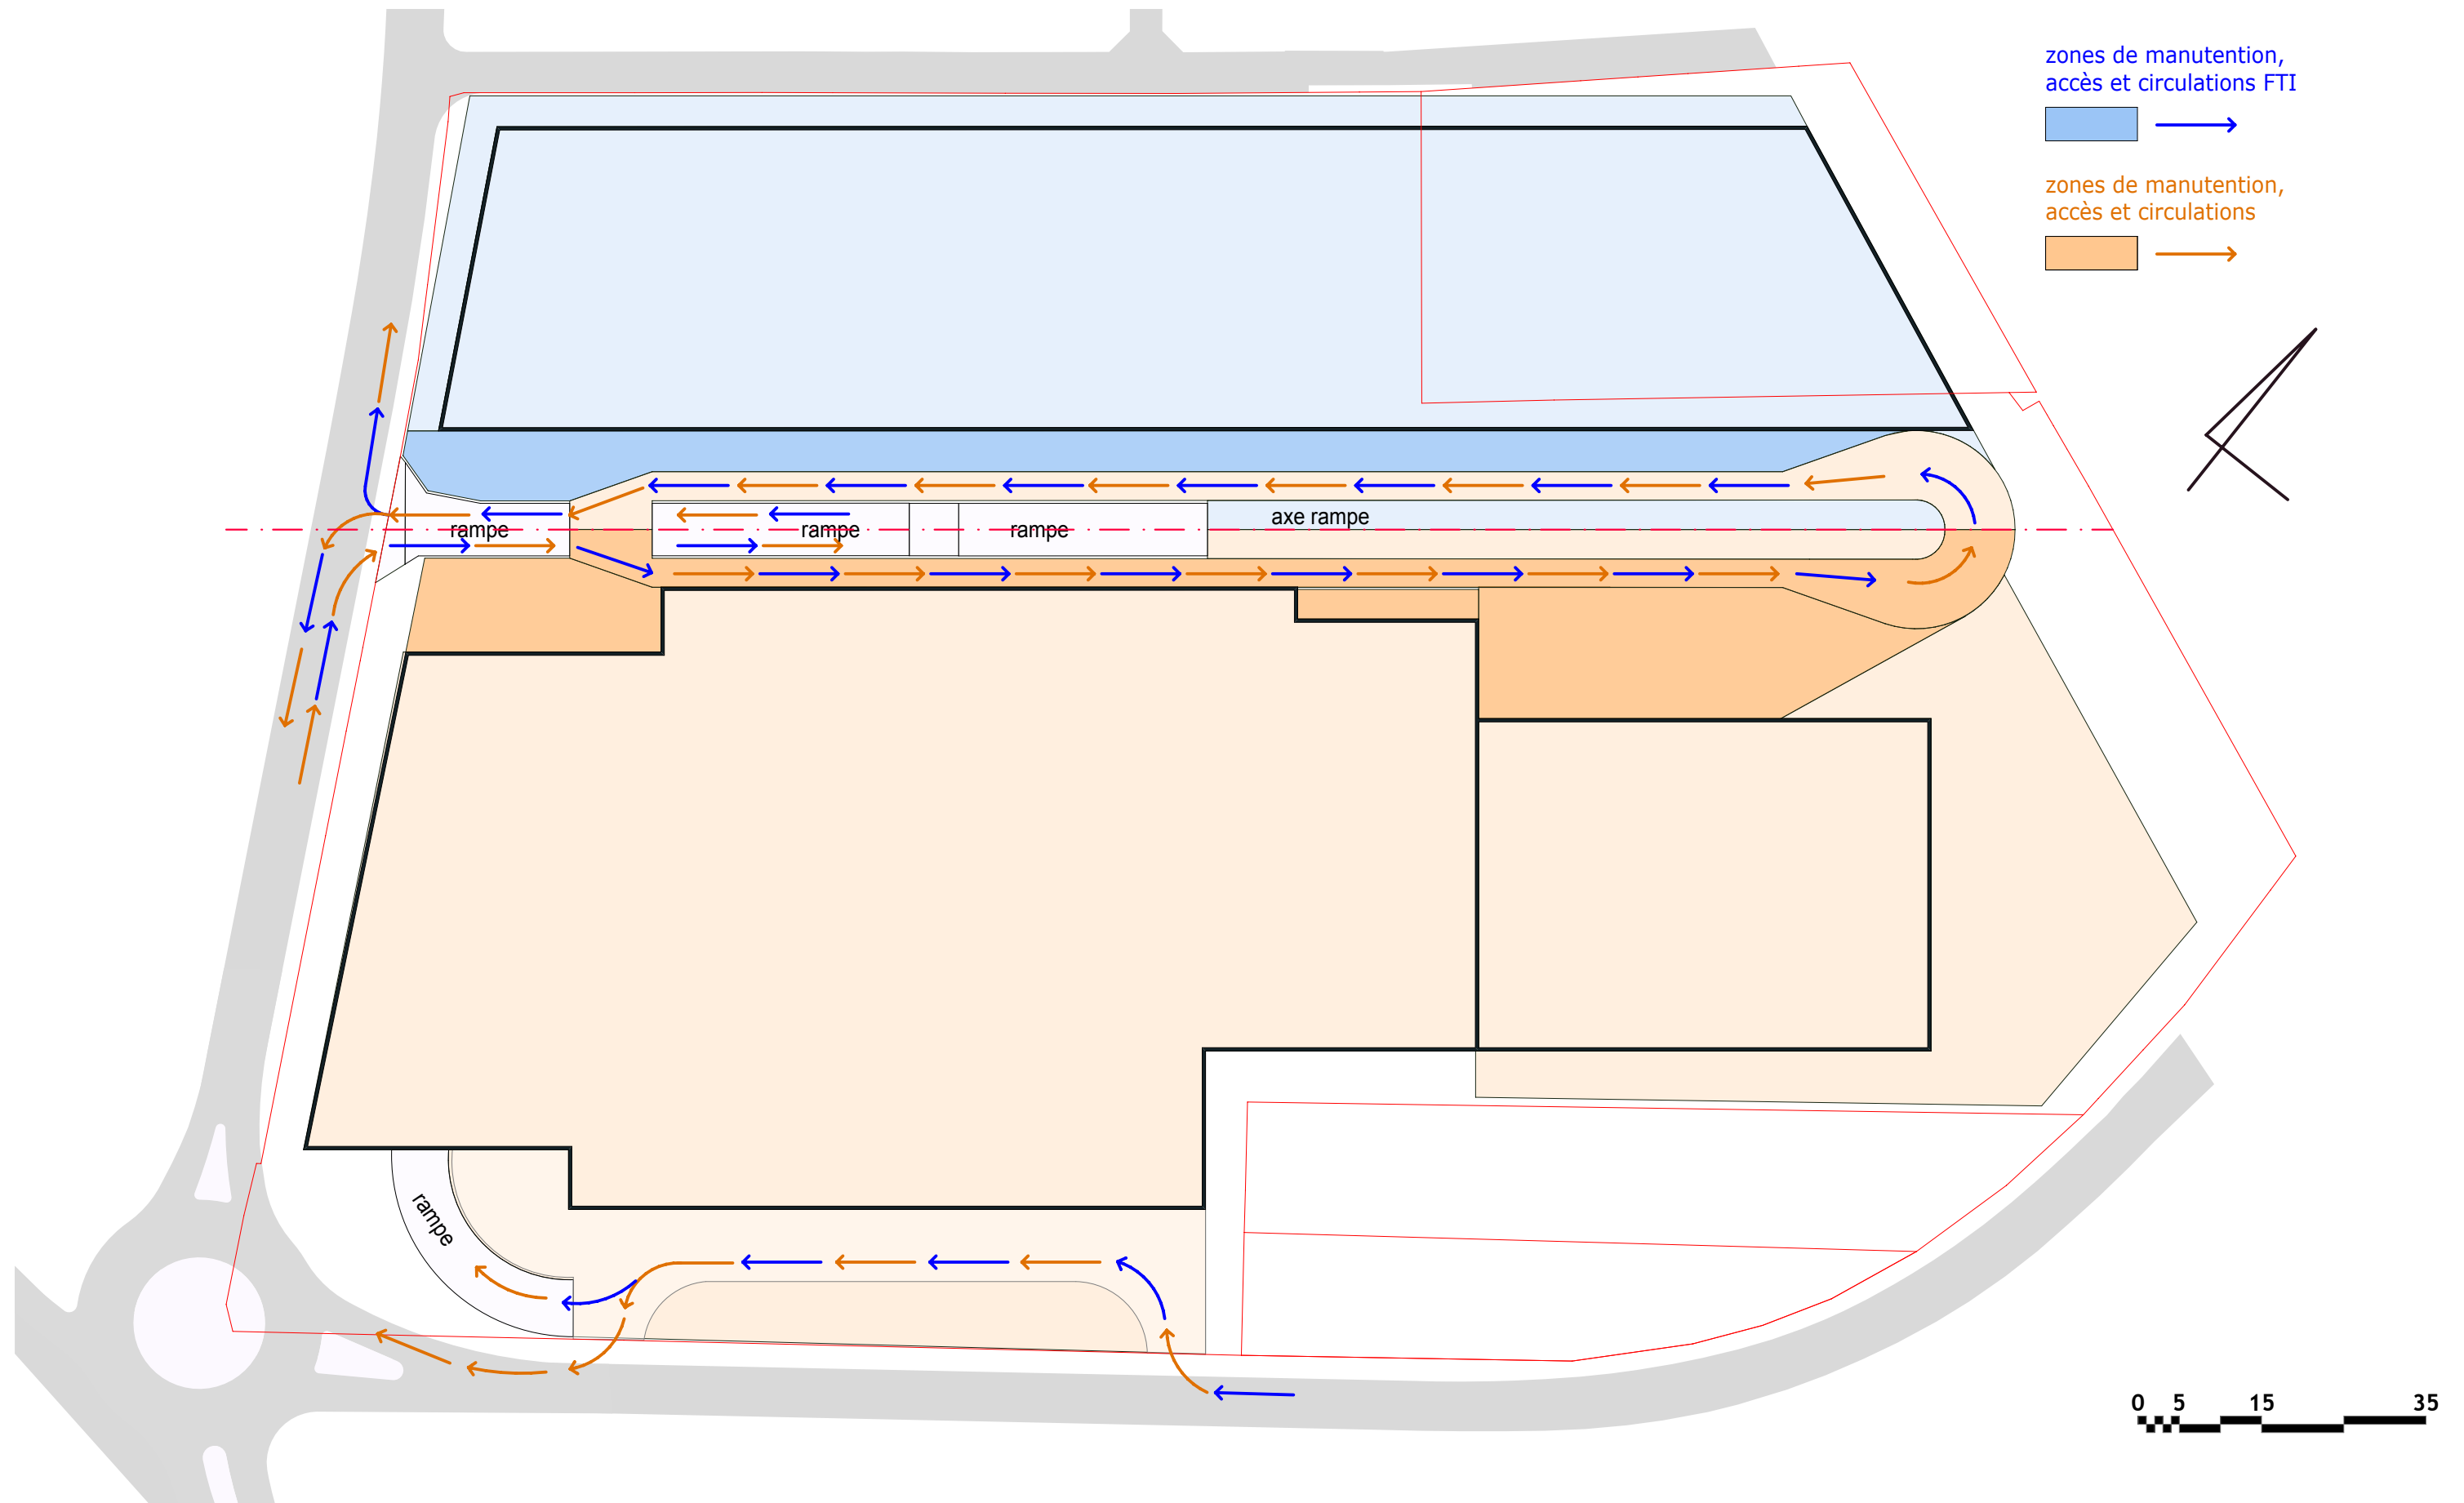 zones de manutention,
accès et circulations FTI
zones de manutention,
accès et circulations
axe rampe
rampe
rampe
rampe
rampe
0 5 15 35